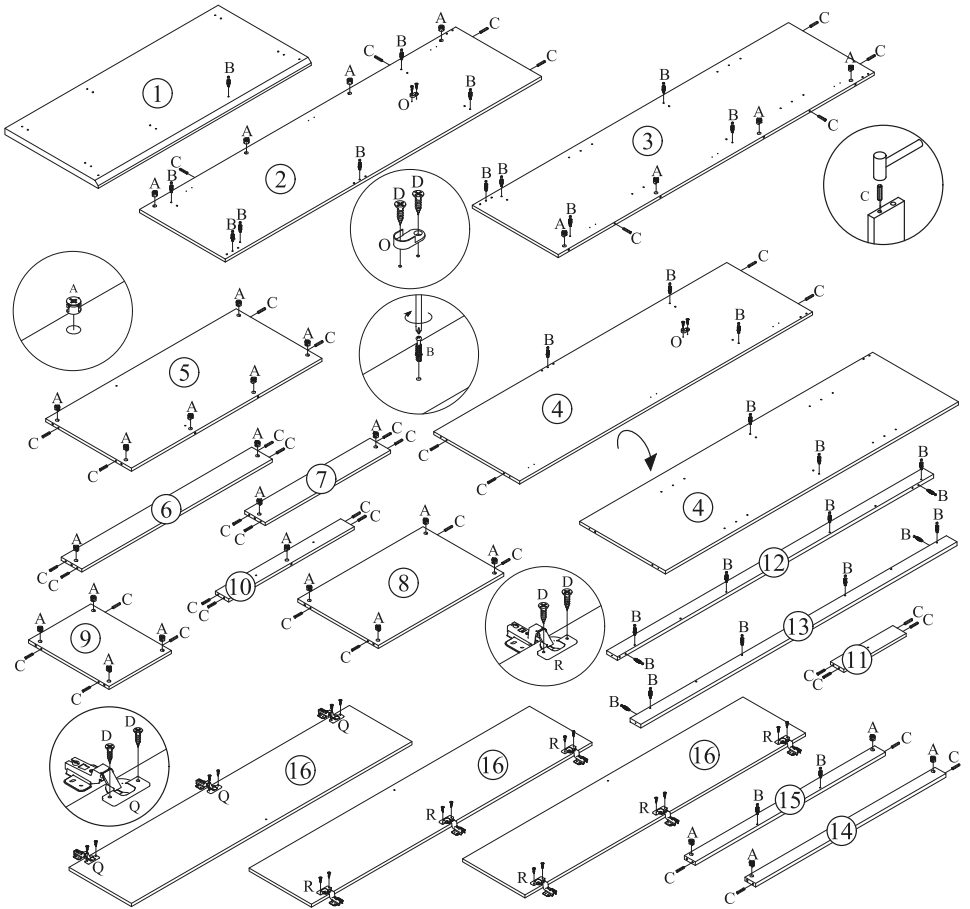 1
B
C B A C
A O B C
A
C B B 2
A B B
C
B B C
C A
3 A
B A
B B C
A B C
C
D D
O
A
B
A C
A C
5 A
A A
C A C
B C
B C
O B
4
C C
B
4 B
A C C
6
A
C C
A C C
7
A
C C
C C
A
10
C C
A C
A C
8
A
C A C
A C
A 9 A C
C A C
D D
R
B
B B
12
B B
B
B B
B
B
13
B
B
C C
11
C C
D D
Q
Q
16
Q
Q
R
16
R
R
R
16
R
R
A C
B
B 15
A
C
A C
14
A
C